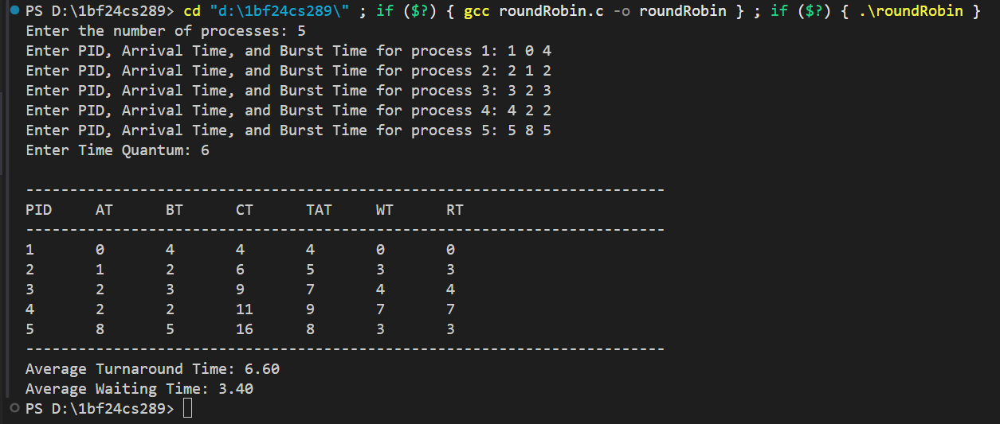 PS D:\1bf24cs289> cd "d:\1bf24cs289\" ; if ($?) { gcc roundRobin.c -o roundRobin } ; if ($?) { .\roundRobin }
Enter the number of processes: 5
Enter PID, Arrival Time, and Burst Time for process 1: 1 0 4
Enter PID, Arrival Time, and Burst Time for process 2: 2 1 2
Enter PID, Arrival Time, and Burst Time for process 3: 3 2 3
Enter PID, Arrival Time, and Burst Time for process 4: 4 2 2
Enter PID, Arrival Time, and Burst Time for process 5: 5 8 5
Enter Time Quantum: 6
-------------------------------------------------------------------------
PID     AT      BT      CT      TAT     WT      RT
-------------------------------------------------------------------------
1       0       4       4       4       0       0
2       1       2       6       5       3       3
3       2       3       9       7       4       4
4       2       2       11      9       7       7
5       8       5       16      8       3       3
-------------------------------------------------------------------------
Average Turnaround Time: 6.60
Average Waiting Time: 3.40
PS D:\1bf24cs289>